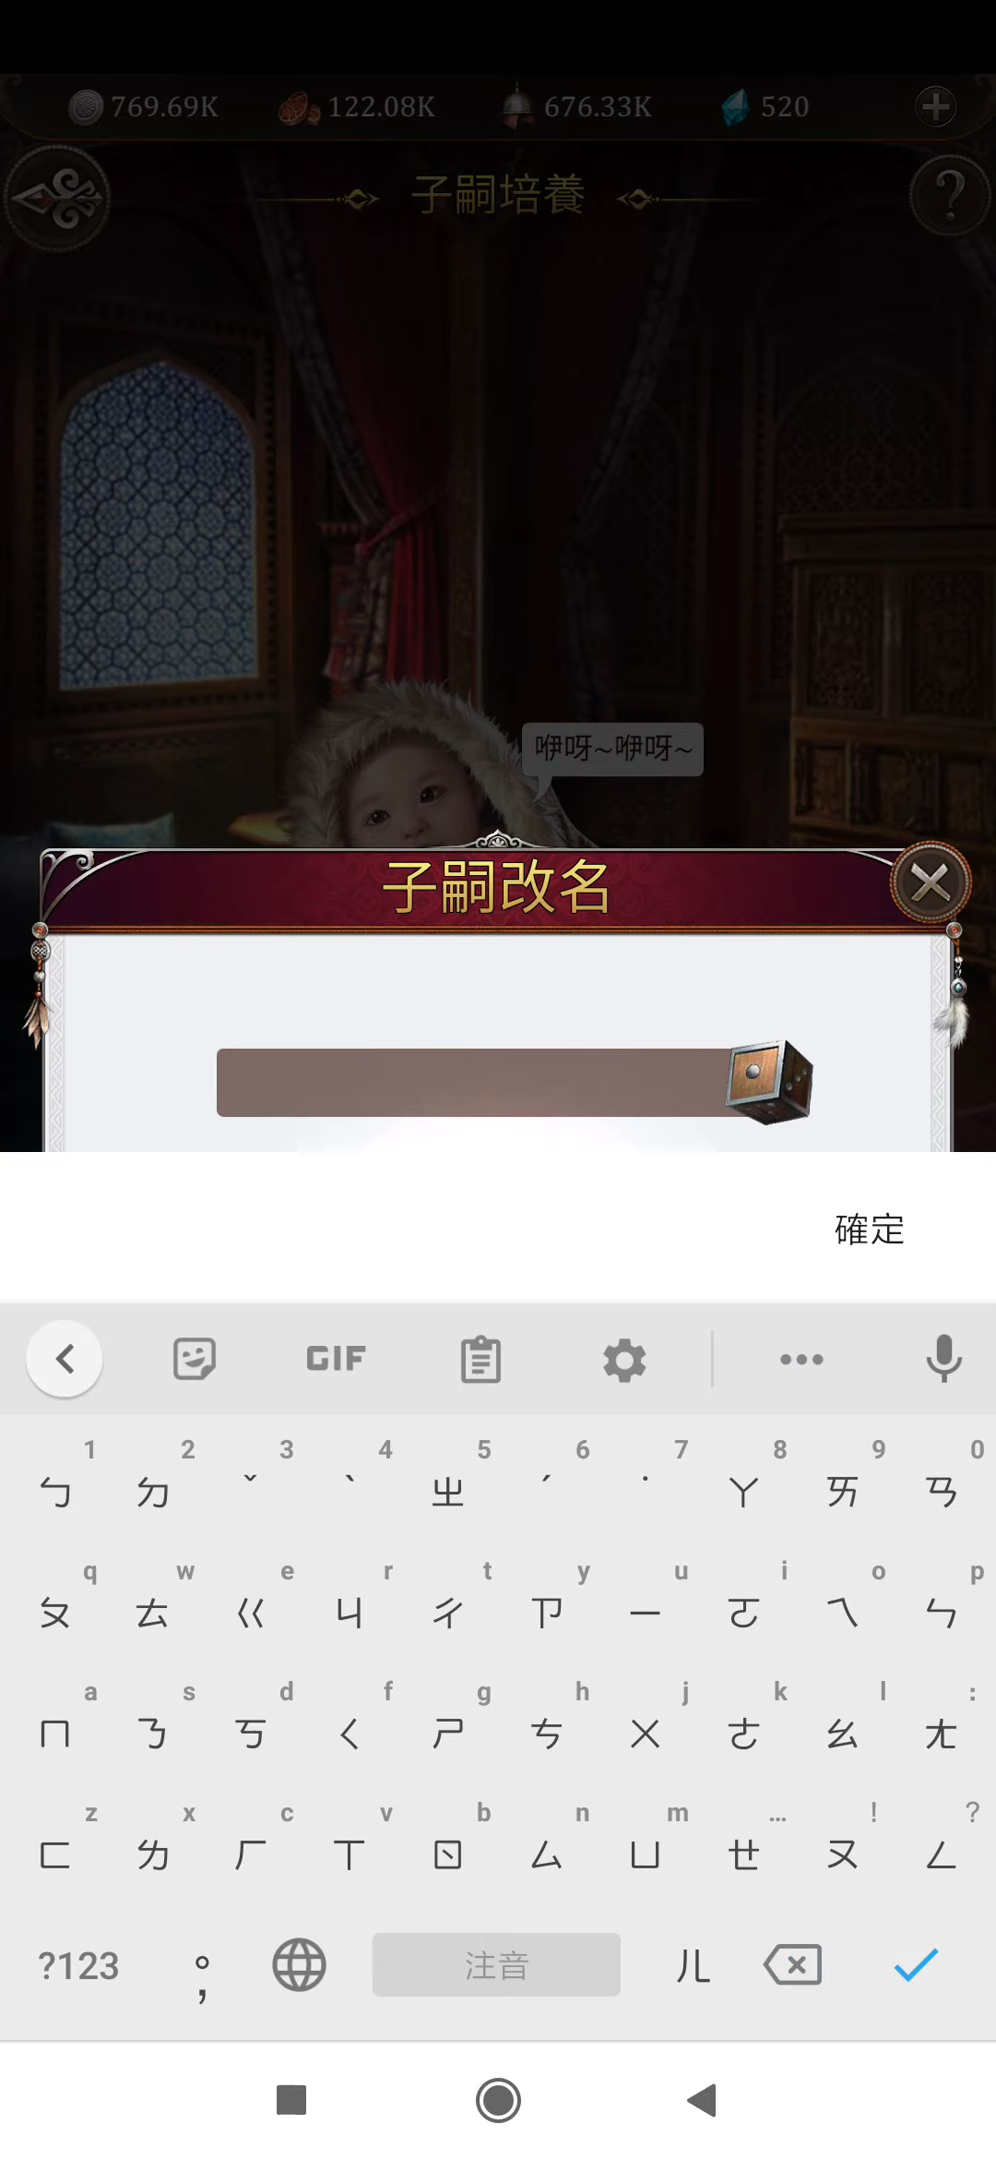 769.69K 122.08K 676.33K 520
子嗣培養
?
咿呀~咿呀~
子嗣改名
確定
GIF
1 2 3 4 5 6 7 8 9 0
ㄅ ㄉ ˇ ˋ ㄓ ˊ ˙ ㄚ ㄞ ㄢ
q w e r t y u i o p
ㄆ ㄊ ㄍ ㄐ ㄔ ㄗ ㄧ ㄛ ㄟ ㄣ
a s d f g h j k l :
ㄇ ㄋ ㄎ ㄑ ㄕ ㄘ ㄨ ㄜ ㄠ ㄤ
z x c v b n m … ! ?
ㄈ ㄌ ㄏ ㄒ ㄖ ㄙ ㄩ ㄝ ㄡ ㄥ
?123 。, 注音 ㄦ